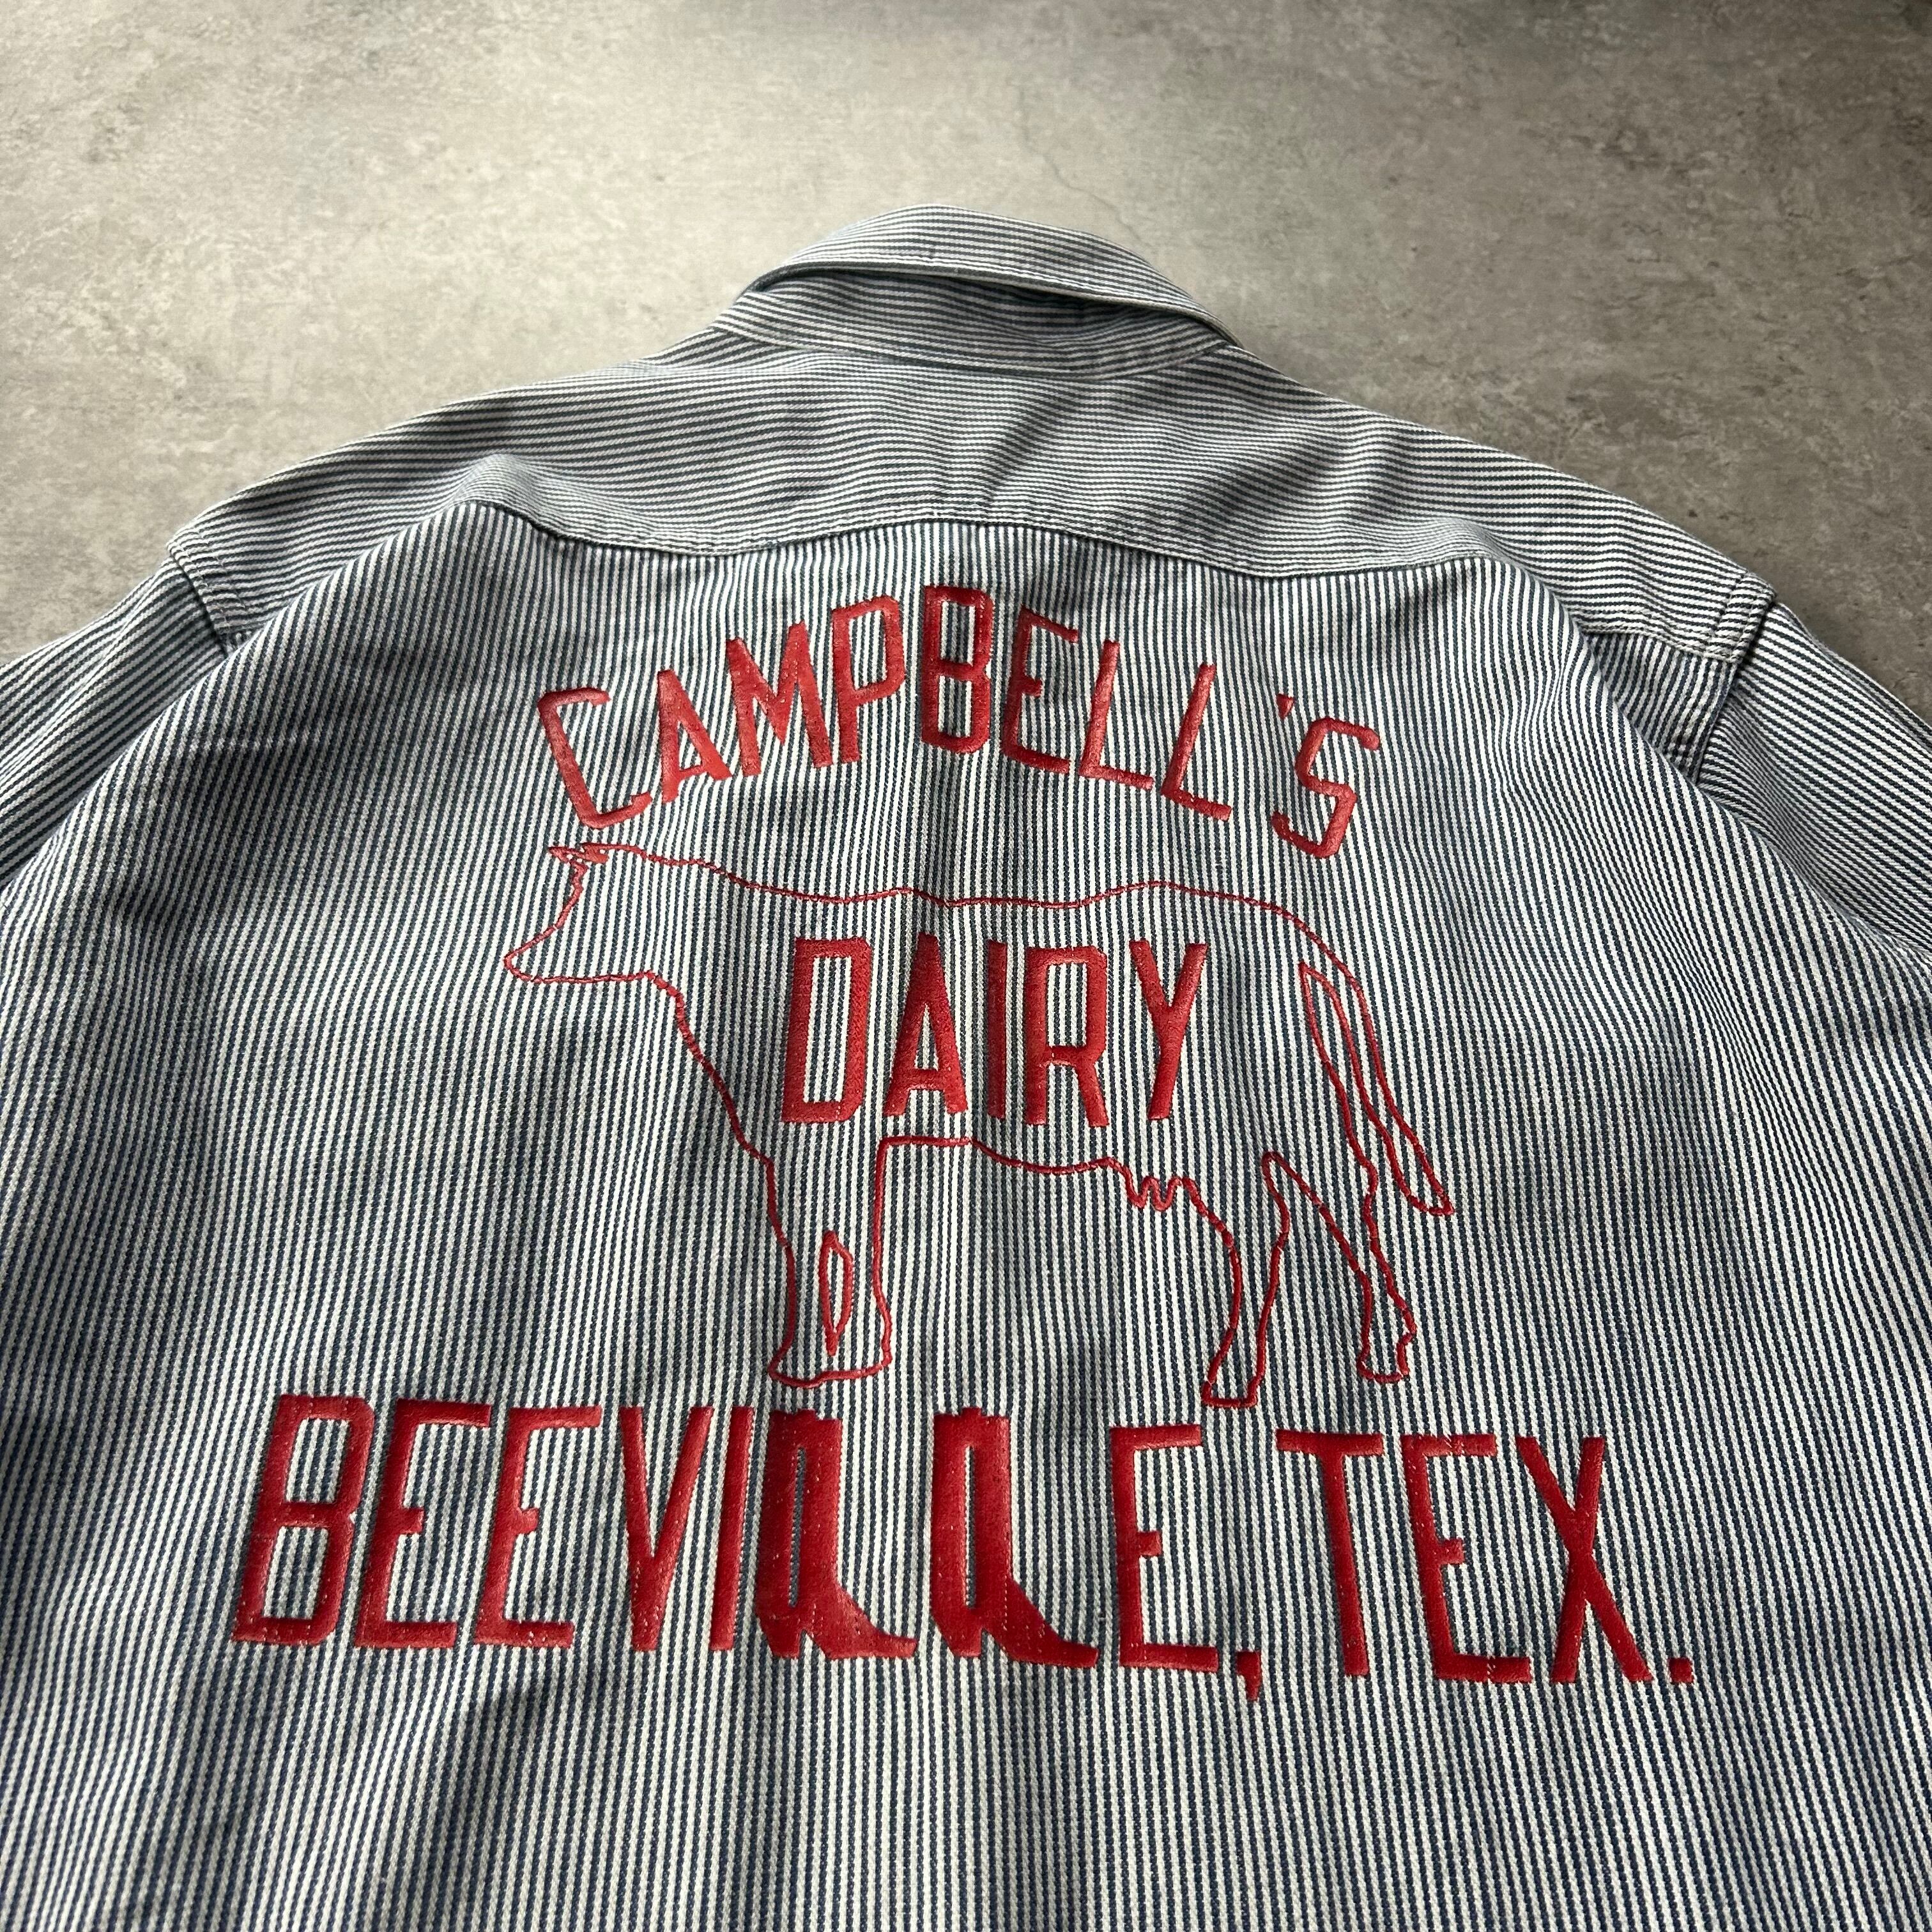 CAMPBELL'S
DAIRY
BEEVILLE, TEX.